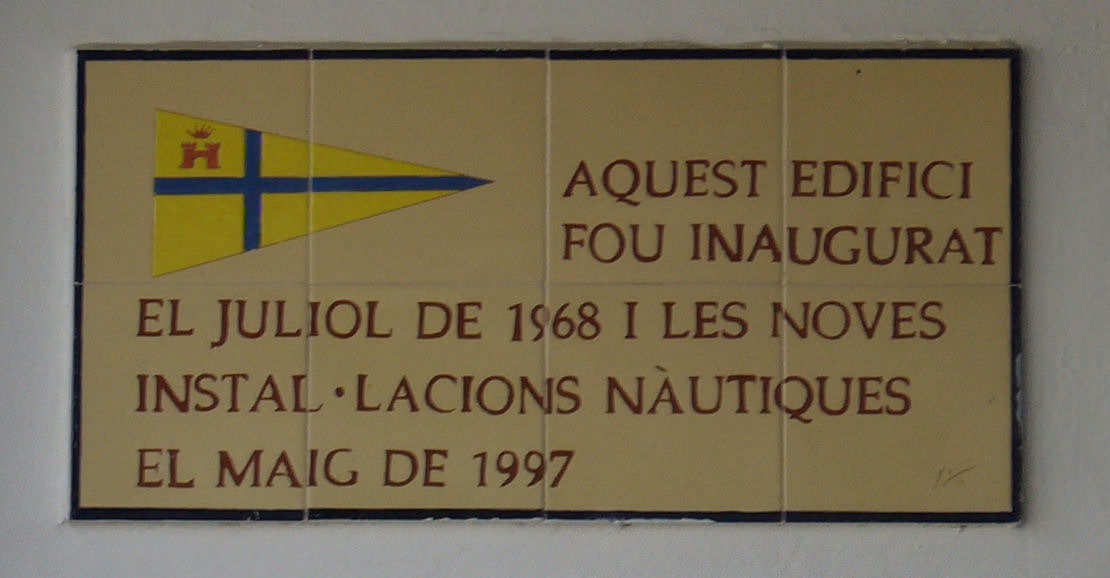 AQUEST EDIFICI
FOU INAUGURAT
EL JULIOL DE 1968 I LES NOVES
INSTAL·LACIONS NÀUTIQUES
EL MAIG DE 1997